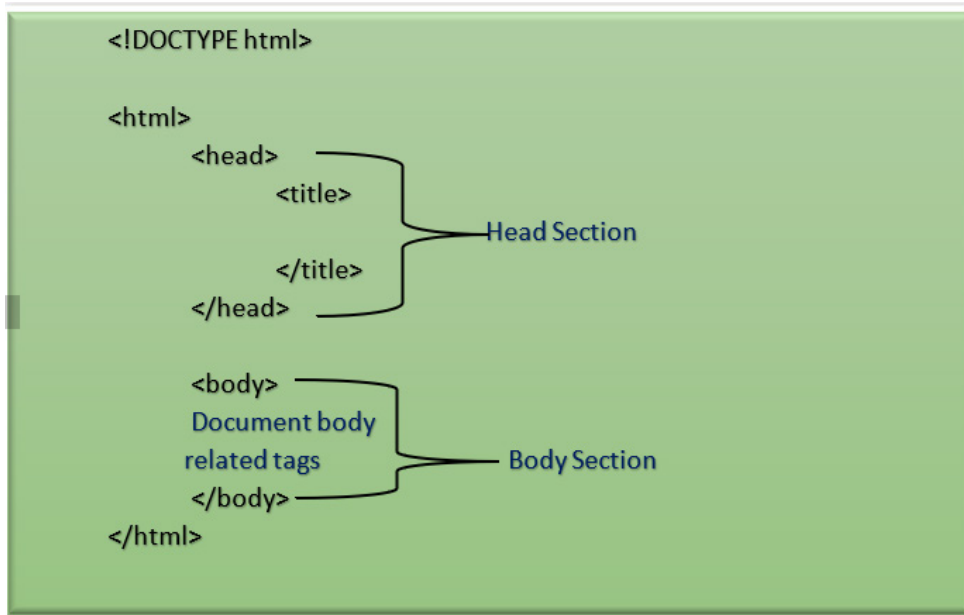 <!DOCTYPE html>
<html>
<head>
<title>
Head Section
</title>
</head>
<body>
Document body
related tags
Body Section
</body>
</html>